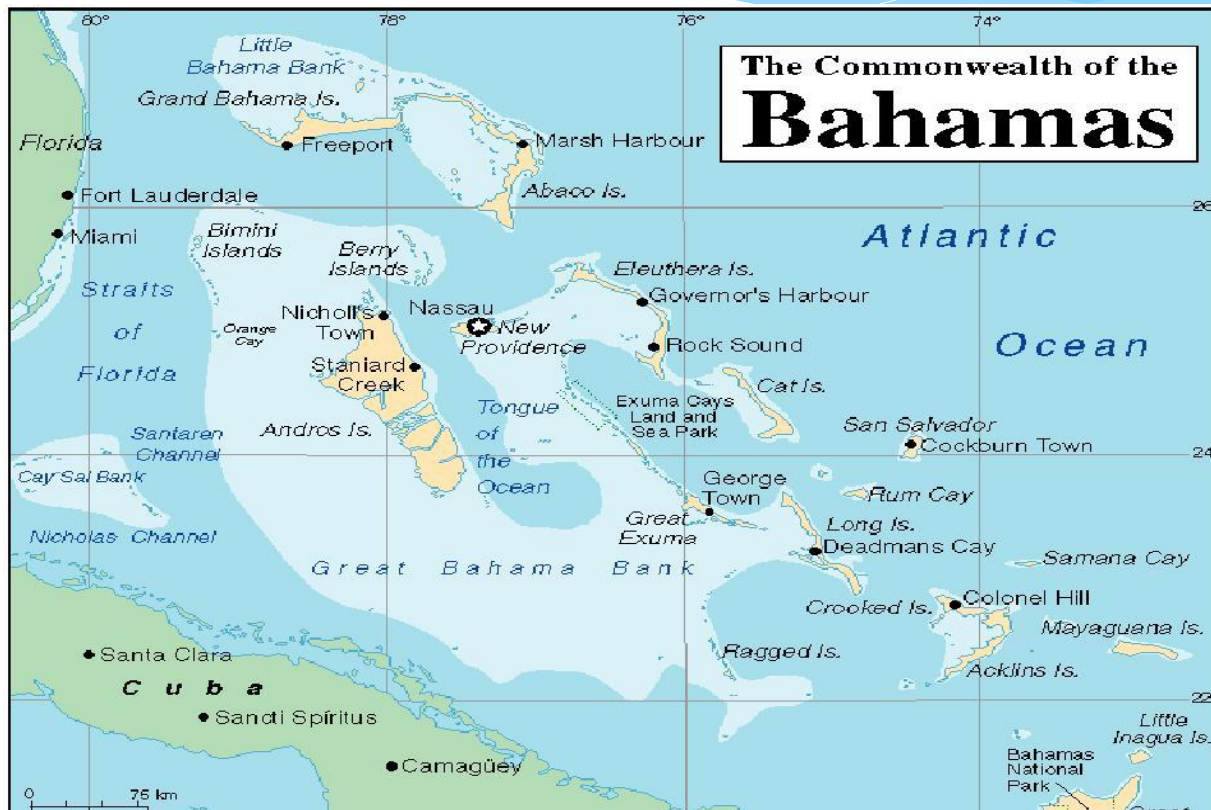 80°
78°
76°
74°
The Commonwealth of the
Bahamas
Little
Bahama Bank
Grand Bahama Is.
Florida
Freeport
Marsh Harbour
Abaco Is.
Fort Lauderdale
26
Miami
Bimini
Islands
Berry
Islands
Atlantic
Ocean
Eleuthera Is.
Governor's Harbour
Straits
of
Florida
Orange
Cay
Nicholl's
Town
Nassau
New
Providence
Rock Sound
Staniard
Creek
Cat Is.
Exuma Cays
Land and
Sea Park
Tongue
of
the
Ocean
Andros Is.
San Salvador
Cockburn Town
Santaren
Channel
24
Cay Sal Bank
George
Town
Rum Cay
Great
Exuma
Long Is.
Deadmans Cay
Nicholas Channel
Great Bahama Bank
Samana Cay
Crooked Is.
Colonel Hill
Mayaguana Is.
Ragged Is.
Acklins Is.
Santa Clara
Cuba
22
Sancti Spíritus
Little
Inagua Is.
Camagüey
Bahamas
National
Park
0 75 km